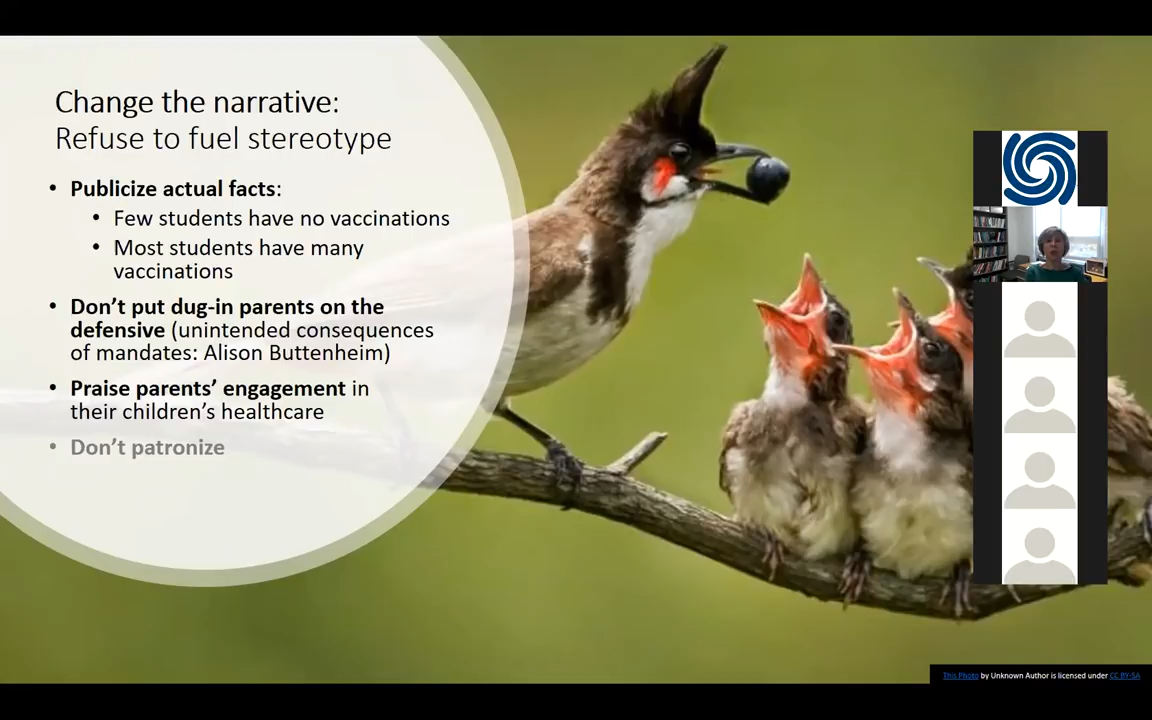 Change the narrative:
Refuse to fuel stereotype
• Publicize actual facts:
• Few students have no vaccinations
• Most students have many
vaccinations
• Don’t put dug-in parents on the
defensive (unintended consequences
of mandates: Alison Buttenheim)
• Praise parents’ engagement in
their children’s healthcare
• Don’t patronize
This Photo by Unknown Author is licensed under CC BY-SA